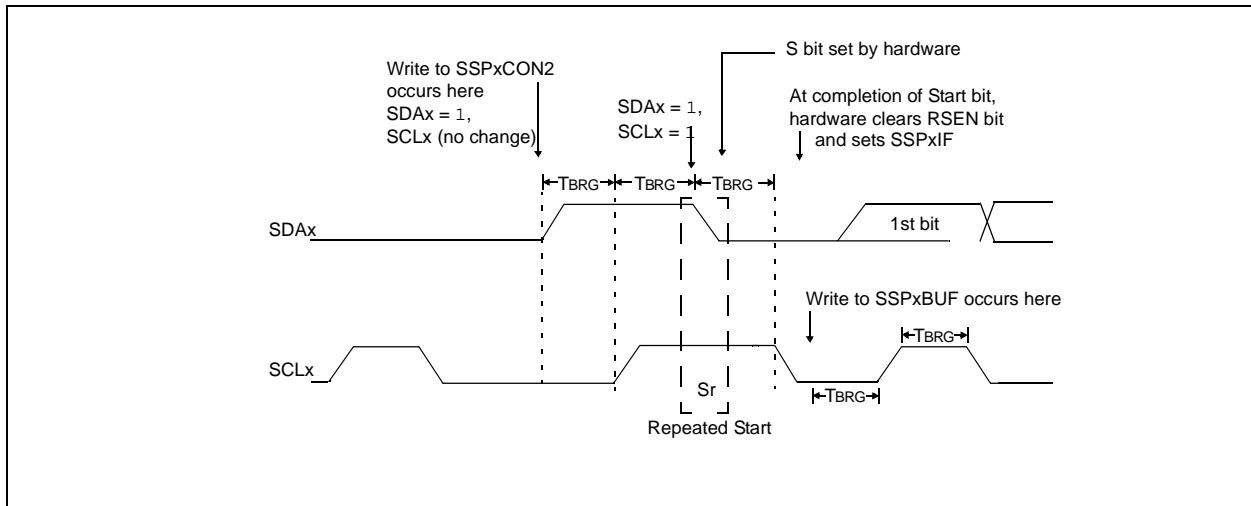 S bit set by hardware
Write to SSPxCON2
occurs here
SDAx = 1,
SCLx (no change)
SDAx = 1,
SCLx = 1
At completion of Start bit,
hardware clears RSEN bit
and sets SSPxIF
TBRG TBRG TBRG
SDAx
1st bit
Write to SSPxBUF occurs here
TBRG
SCLx
Sr
TBRG
Repeated Start